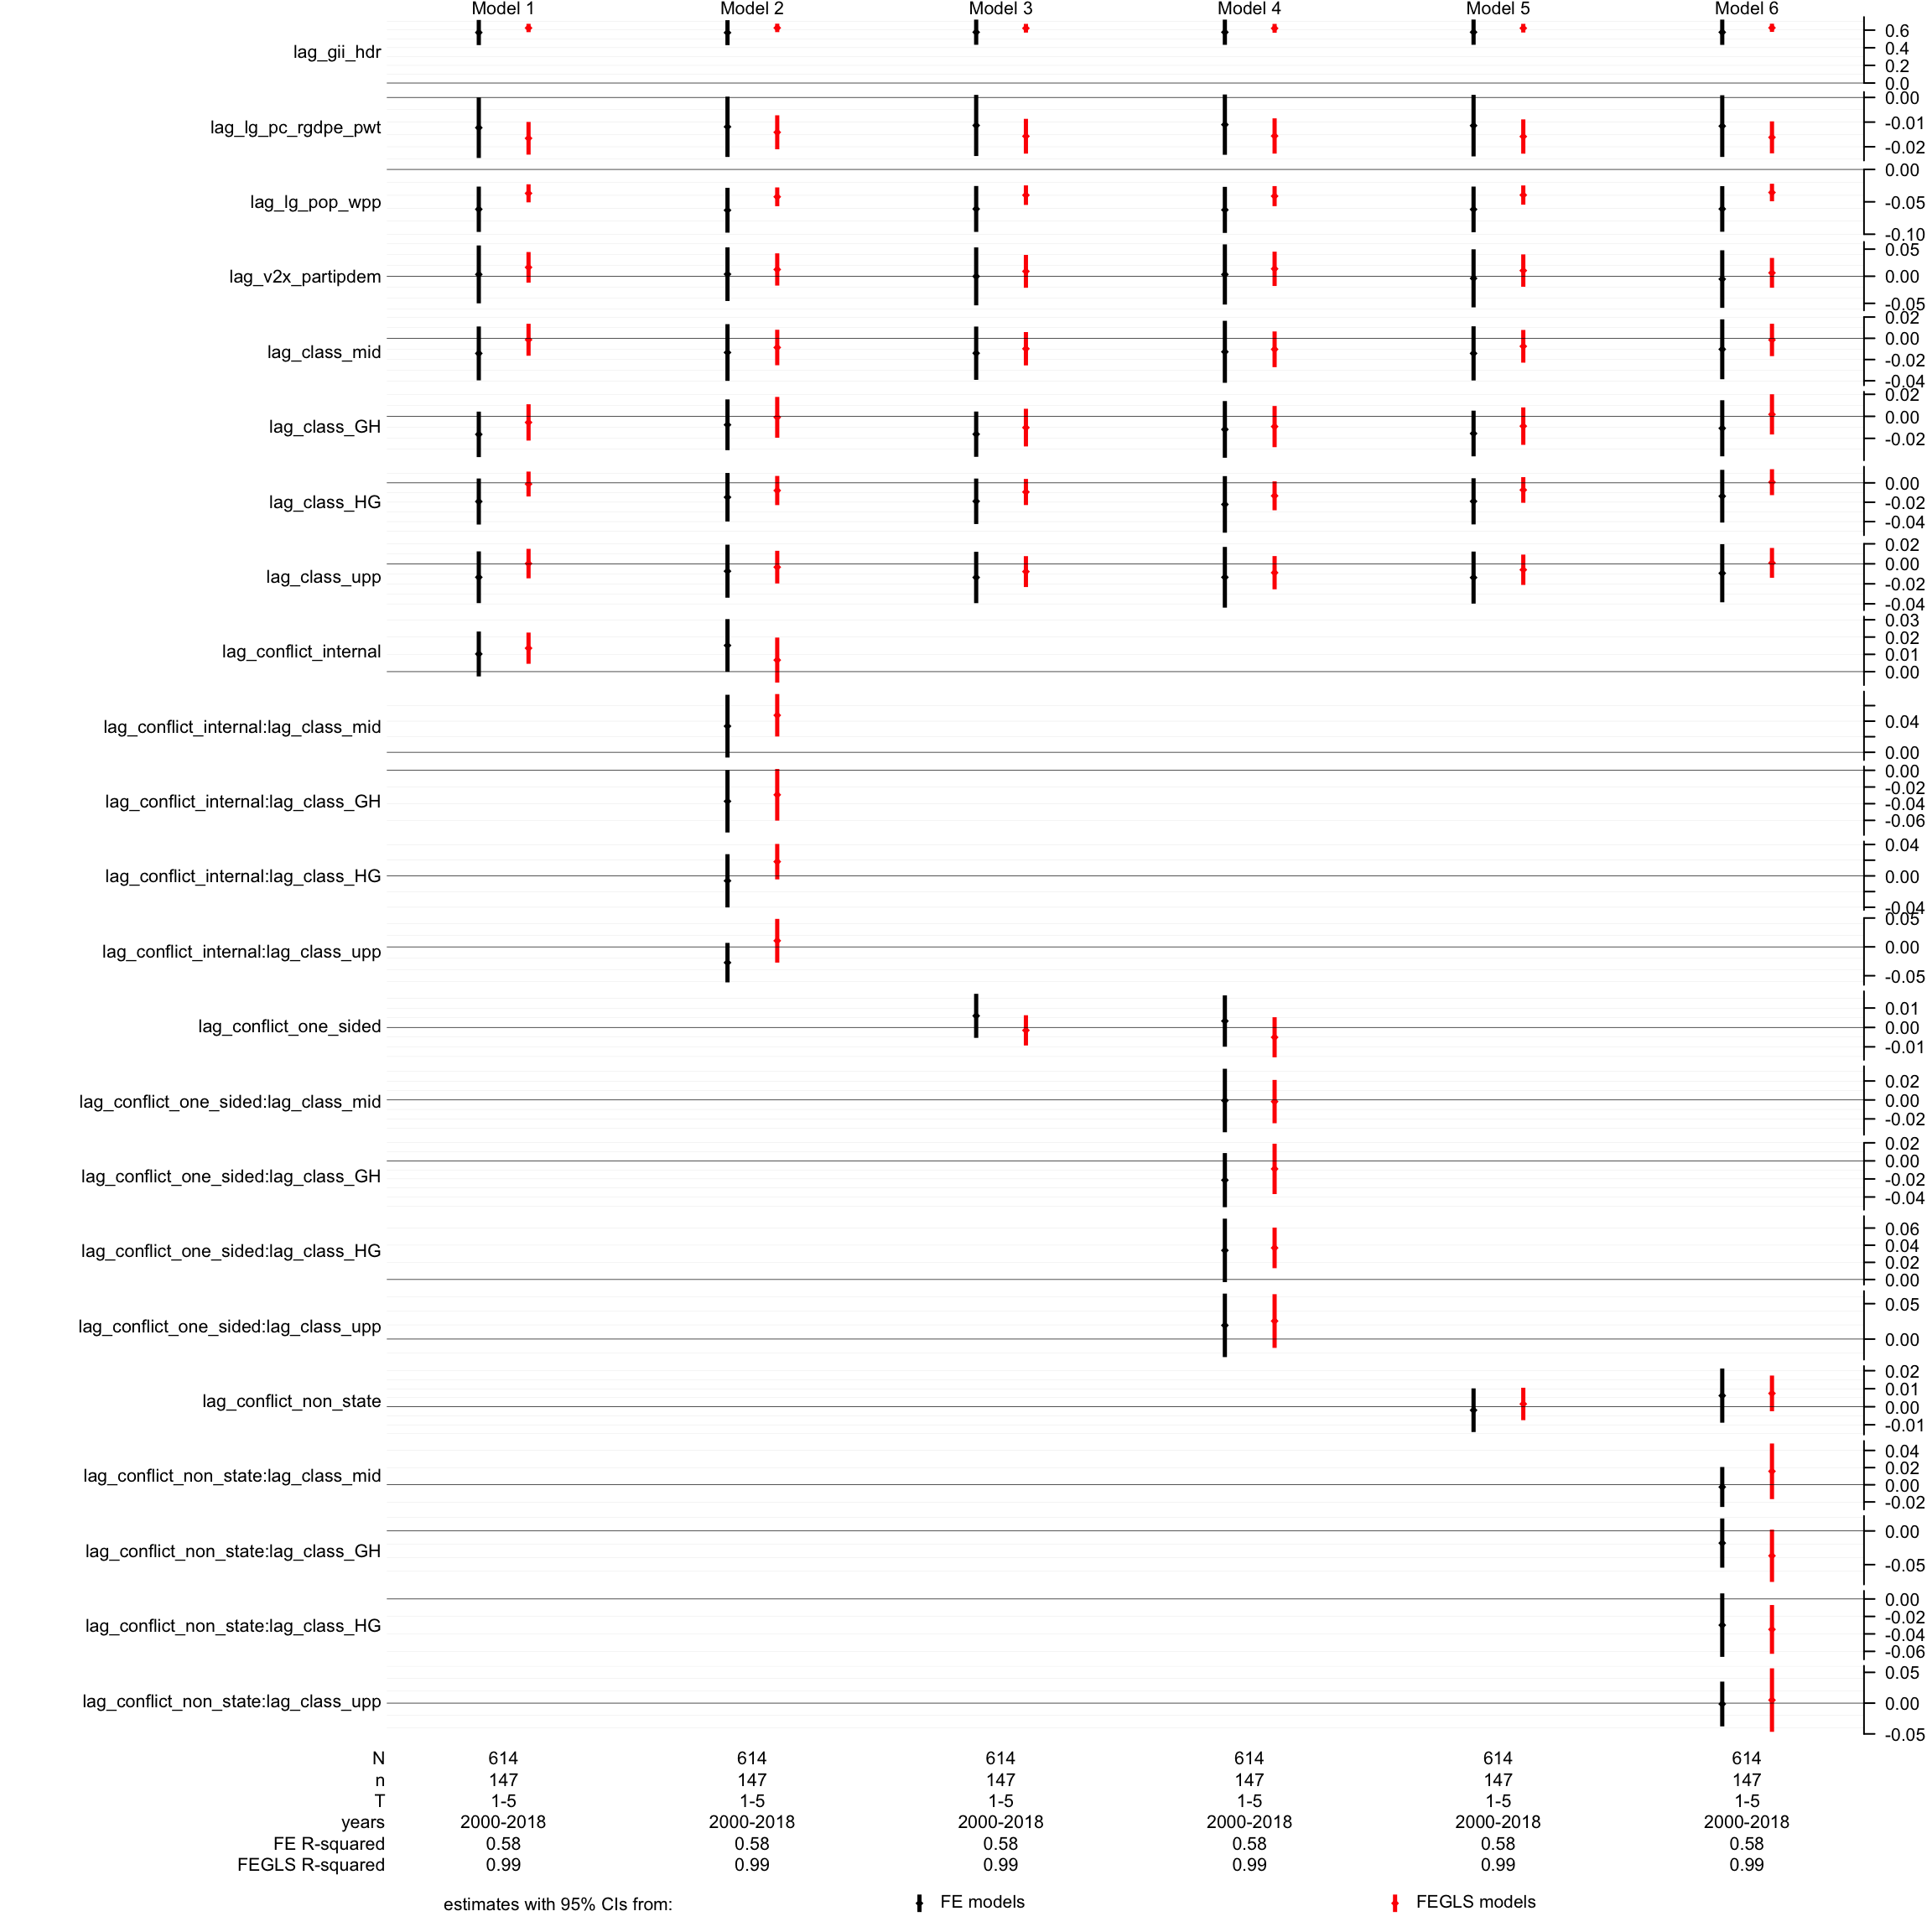 Model 1 Model 2 Model 3 Model 4 Model 5 Model 6
lag_gii_hdr
0.6
0.4
0.2
0.0
lag_lg_pc_rgdpe_pwt
0.00
-0.01
-0.02
lag_lg_pop_wpp
0.00
-0.05
-0.10
lag_v2x_partipdem
0.05
0.00
-0.05
lag_class_mid
0.02
0.00
-0.02
-0.04
lag_class_GH
0.02
0.00
-0.02
lag_class_HG
0.00
-0.02
-0.04
lag_class_upp
0.02
0.00
-0.02
-0.04
lag_conflict_internal
0.03
0.02
0.01
0.00
lag_conflict_internal:lag_class_mid
0.04
0.00
lag_conflict_internal:lag_class_GH
0.00
-0.02
-0.04
-0.06
lag_conflict_internal:lag_class_HG
0.04
0.00
-0.04
lag_conflict_internal:lag_class_upp
0.05
0.00
-0.05
lag_conflict_one_sided
0.01
0.00
-0.01
lag_conflict_one_sided:lag_class_mid
0.02
0.00
-0.02
lag_conflict_one_sided:lag_class_GH
0.02
0.00
-0.02
-0.04
lag_conflict_one_sided:lag_class_HG
0.06
0.04
0.02
0.00
lag_conflict_one_sided:lag_class_upp
0.05
0.00
lag_conflict_non_state
0.02
0.01
0.00
-0.01
lag_conflict_non_state:lag_class_mid
0.04
0.02
0.00
-0.02
lag_conflict_non_state:lag_class_GH
0.00
-0.05
lag_conflict_non_state:lag_class_HG
0.00
-0.02
-0.04
-0.06
lag_conflict_non_state:lag_class_upp
0.05
0.00
-0.05
N 614 614 614 614 614 614
n 147 147 147 147 147 147
T 1-5 1-5 1-5 1-5 1-5 1-5
years 2000-2018 2000-2018 2000-2018 2000-2018 2000-2018 2000-2018
FE R-squared 0.58 0.58 0.58 0.58 0.58 0.58
FEGLS R-squared 0.99 0.99 0.99 0.99 0.99 0.99
estimates with 95% CIs from: FE models FEGLS models